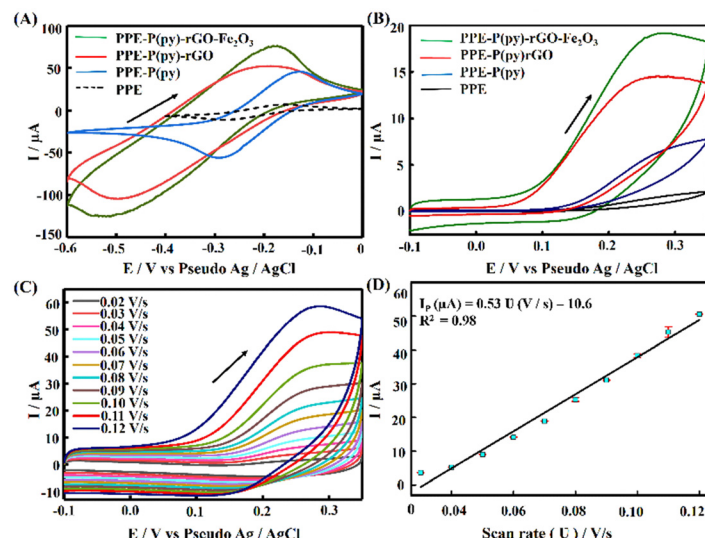 (A)
PPE-P(py)-rGO-Fe₂O₃
PPE-P(py)-rGO
PPE-P(py)
PPE
I / µA
100
50
0
-50
-100
-150
-0.6
-0.5
-0.4
-0.3
-0.2
-0.1
0
E / V vs Pseudo Ag / AgCl
(B)
PPE-P(py)-rGO-Fe₂O₃
PPE-P(py)rGO
PPE-P(py)
PPE
I / µA
20
15
10
5
0
-0.1
0.0
0.1
0.2
0.3
E / V vs Pseudo Ag / AgCl
(C)
0.02 V/s
0.03 V/s
0.04 V/s
0.05 V/s
0.06 V/s
0.07 V/s
0.08 V/s
0.09 V/s
0.10 V/s
0.11 V/s
0.12 V/s
I / µA
60
50
40
30
20
10
0
-10
-0.1
0.0
0.1
0.2
0.3
E / V vs Pseudo Ag / AgCl
(D)
Iₚ (µA) = 0.53 Ʋ (V / s) – 10.6
R² = 0.98
I / µA
50
40
30
20
10
0
0
0.04
0.06
0.08
0.10
0.12
Scan rate ( Ʋ ) / V/s